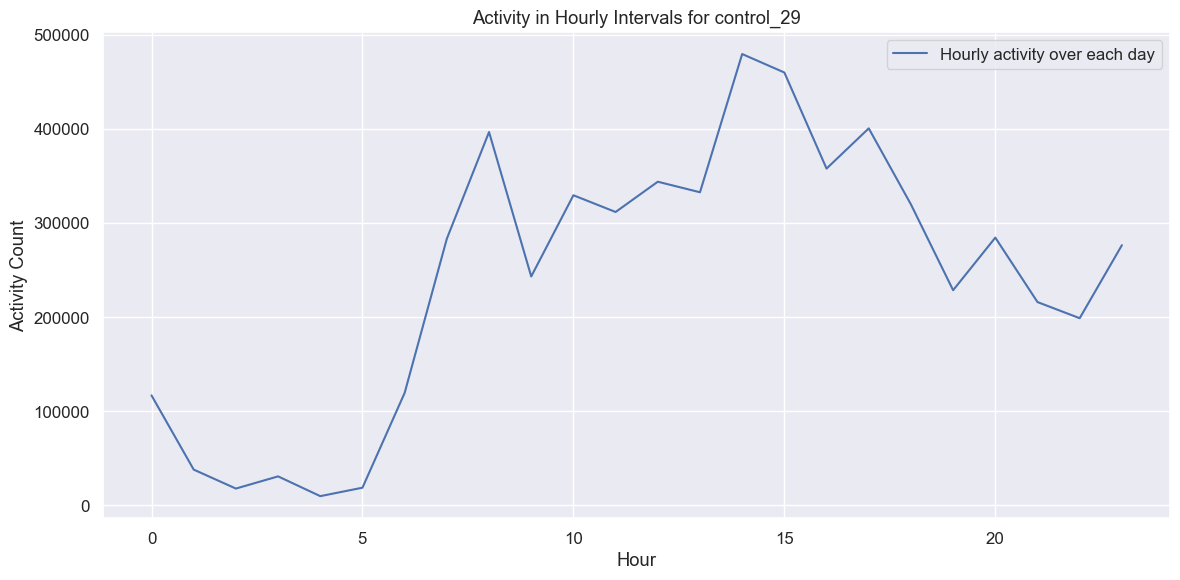 Activity in Hourly Intervals for control_29
Hourly activity over each day
Activity Count
500000
400000
300000
200000
100000
0
0 5 10 15 20
Hour